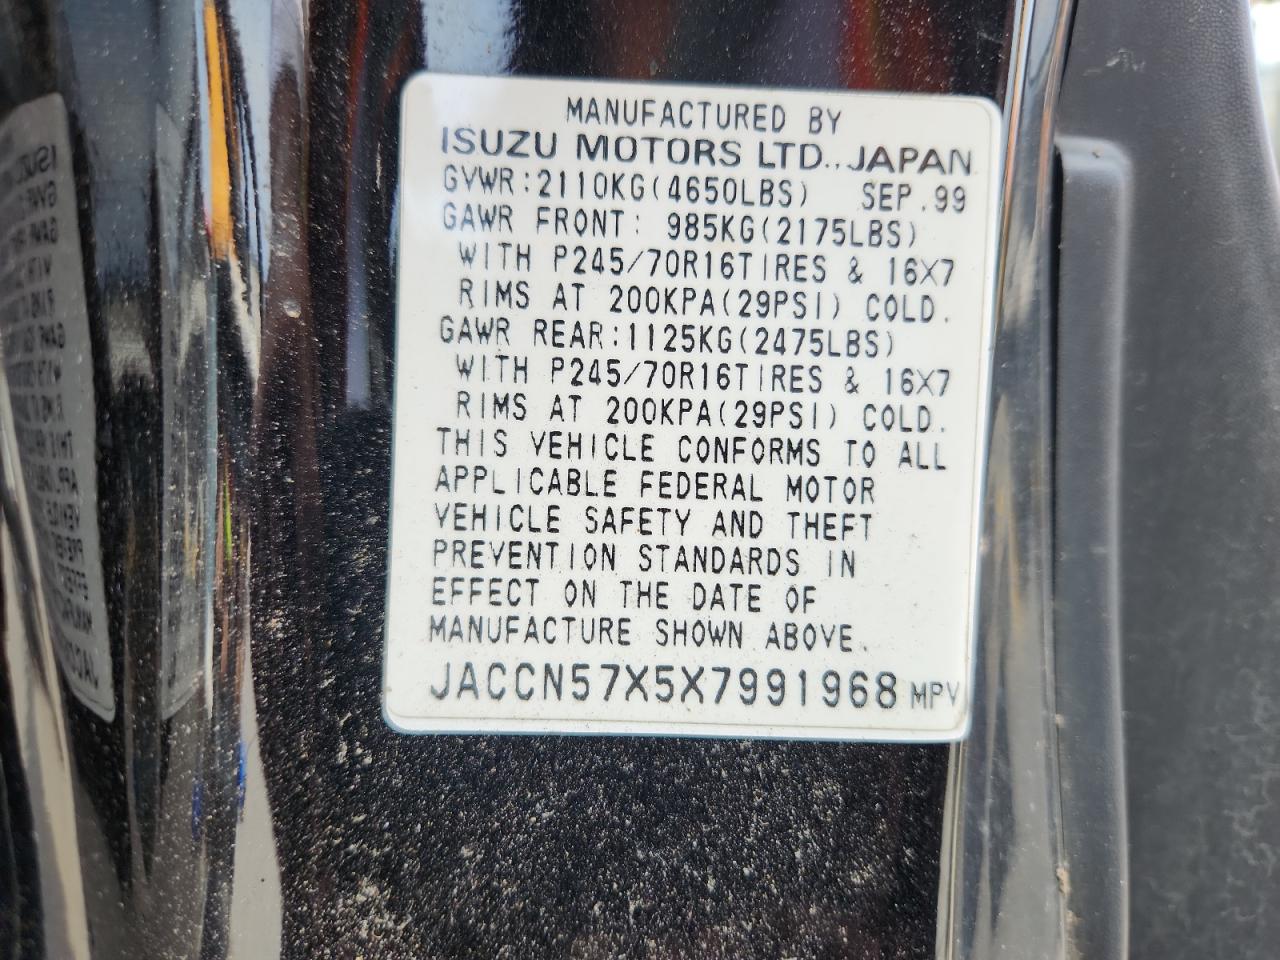 MANUFACTURED BY
ISUZU MOTORS LTD., JAPAN
GVWR:2110KG(4650LBS) SEP.99
GAWR FRONT: 985KG(2175LBS)
WITH P245/70R16TIRES & 16X7
RIMS AT 200KPA(29PSI) COLD.
GAWR REAR:1125KG(2475LBS)
WITH P245/70R16TIRES & 16X7
RIMS AT 200KPA(29PSI) COLD.
THIS VEHICLE CONFORMS TO ALL
APPLICABLE FEDERAL MOTOR
VEHICLE SAFETY AND THEFT
PREVENTION STANDARDS IN
EFFECT ON THE DATE OF
MANUFACTURE SHOWN ABOVE.
JACCN57X5X7991968 MPV